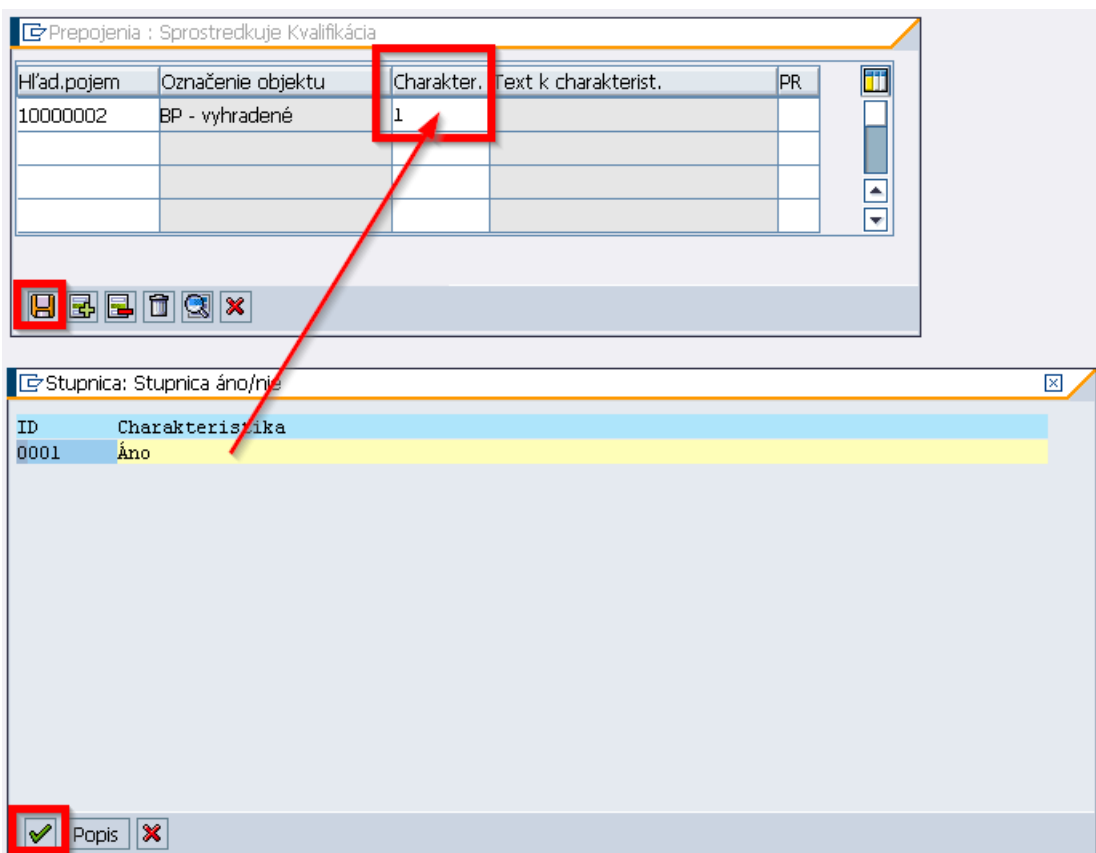 Prepojenia : Sprostredkuje Kvalifikácia
Hľad.pojem Označenie objektu Charakter. Text k charakterist. PR
10000002 BP - vyhradené 1
Stupnica: Stupnica áno/nie
ID Charakteristika
0001 Áno
Popis